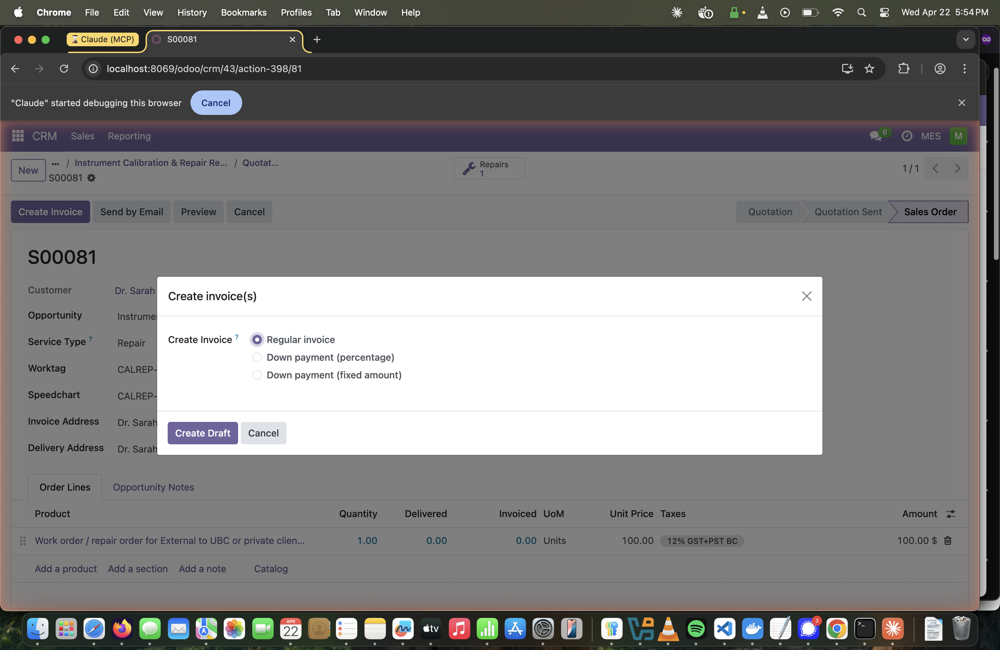 Chrome File Edit View History Bookmarks Profiles Tab Window Help Wed Apr 22 5:54 PM
Claude (MCP) S00081
localhost:8069/odoo/crm/43/action-398/81
"Claude" started debugging this browser Cancel
CRM Sales Reporting 6 MES M
New ... / Instrument Calibration & Repair Re... / Quotat...
S00081
Repairs
1
1 / 1
Create Invoice Send by Email Preview Cancel Quotation Quotation Sent Sales Order
S00081
Customer Dr. Sarah
Opportunity Instrume
Service Type ? Repair
Worktag CALREP-
Speedchart CALREP-
Invoice Address Dr. Sarah
Delivery Address Dr. Sarah
Create invoice(s)
Create Invoice ? Regular invoice
Down payment (percentage)
Down payment (fixed amount)
Create Draft Cancel
Order Lines Opportunity Notes
Product Quantity Delivered Invoiced UoM Unit Price Taxes Amount
Work order / repair order for External to UBC or private clien... 1.00 0.00 0.00 Units 100.00 12% GST+PST BC 100.00 $
Add a product Add a section Add a note Catalog
APR
22
tv
3